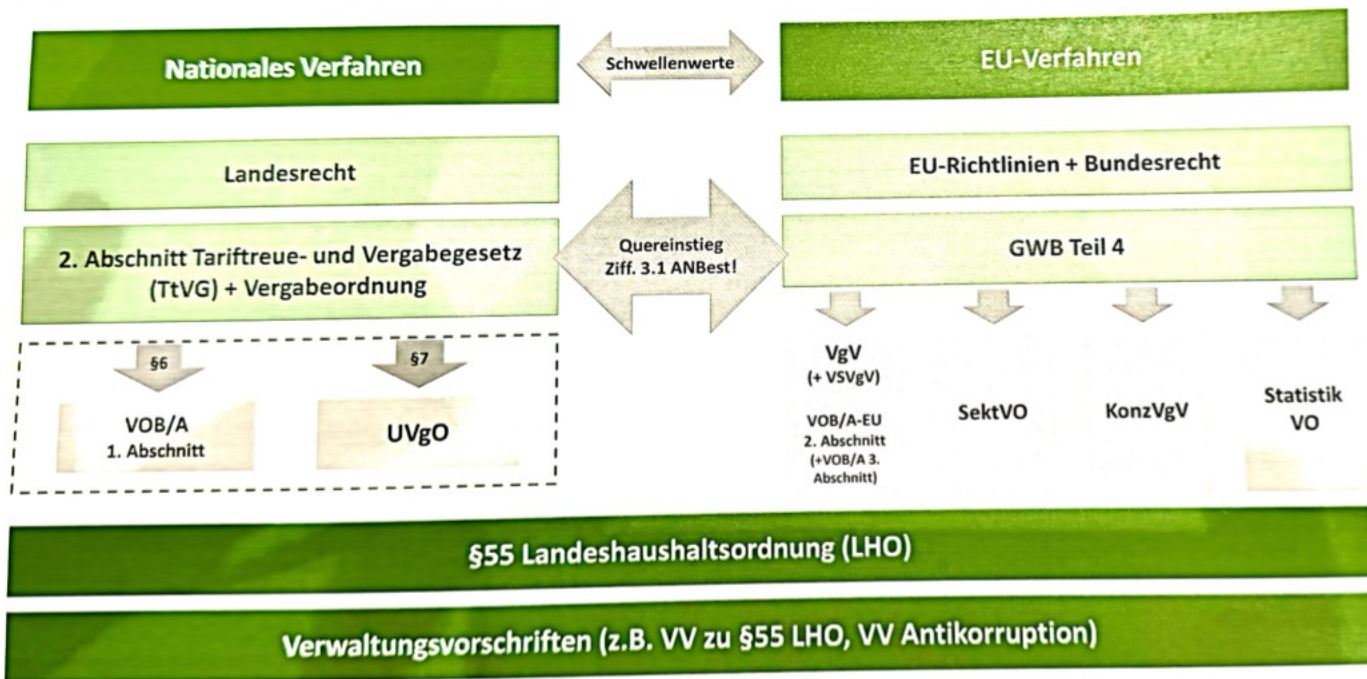 Nationales Verfahren
Schwellenwerte
EU-Verfahren
Landesrecht
EU-Richtlinien + Bundesrecht
2. Abschnitt Tariftreue- und Vergabegesetz
(TtVG) + Vergabeordnung
Quereinstieg
Ziff. 3.1 ANBest!
GWB Teil 4
§6
§7
VOB/A
1. Abschnitt
UVgO
VgV
(+ VSVgV)
VOB/A-EU
2. Abschnitt
(+VOB/A 3.
Abschnitt)
SektVO
KonzVgV
Statistik
VO
§55 Landeshaushaltsordnung (LHO)
Verwaltungsvorschriften (z.B. VV zu §55 LHO, VV Antikorruption)